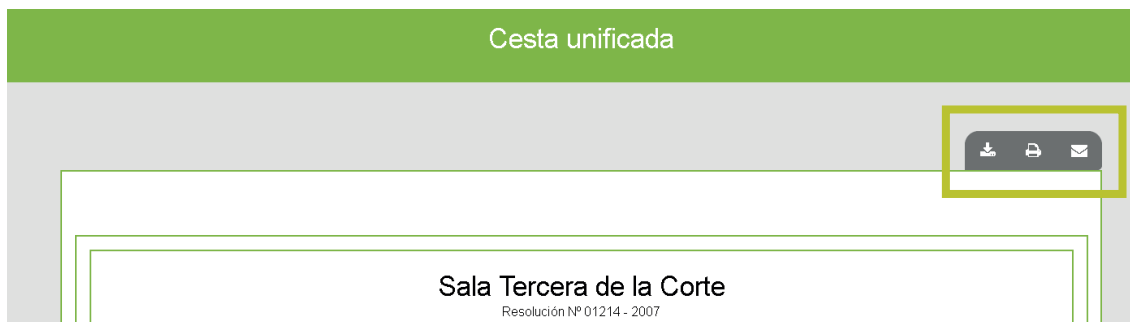 Cesta unificada
Sala Tercera de la Corte
Resolución Nº 01214 - 2007